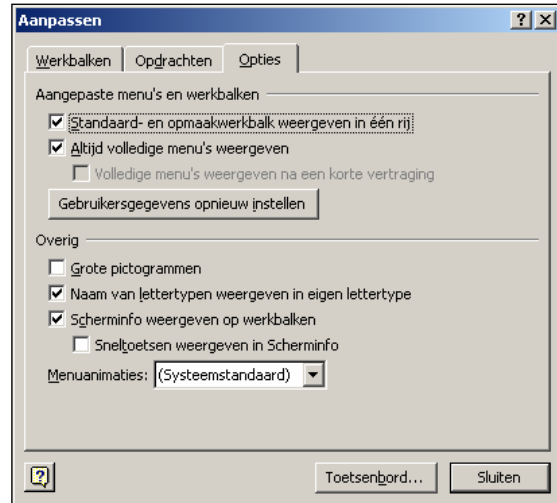 Aanpassen
Werkbalken
Opdrachten
Opties
Aangepaste menu's en werkbalken
Standaard- en opmaakwerkbalk weergeven in één rij
Altijd volledige menu's weergeven
Volledige menu's weergeven na een korte vertraging
Gebruikersgegevens opnieuw instellen
Overig
Grote pictogrammen
Naam van lettertypen weergeven in eigen lettertype
Scherminfo weergeven op werkbalken
Sneltoetsen weergeven in Scherminfo
Menuanimaties: (Systeemstandaard)
Toetsenbord...
Sluiten